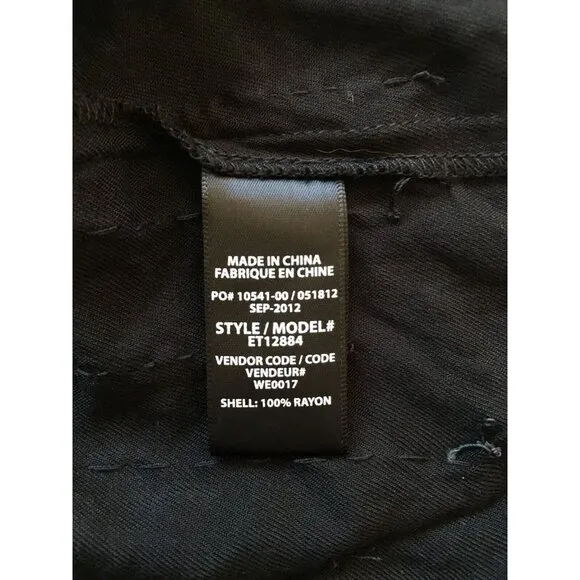 MADE IN CHINA
FABRIQUE EN CHINE
PO# 10541-00 / 051812
SEP-2012
STYLE / MODEL#
ET12884
VENDOR CODE / CODE
VENDEUR#
WE0017
SHELL: 100% RAYON